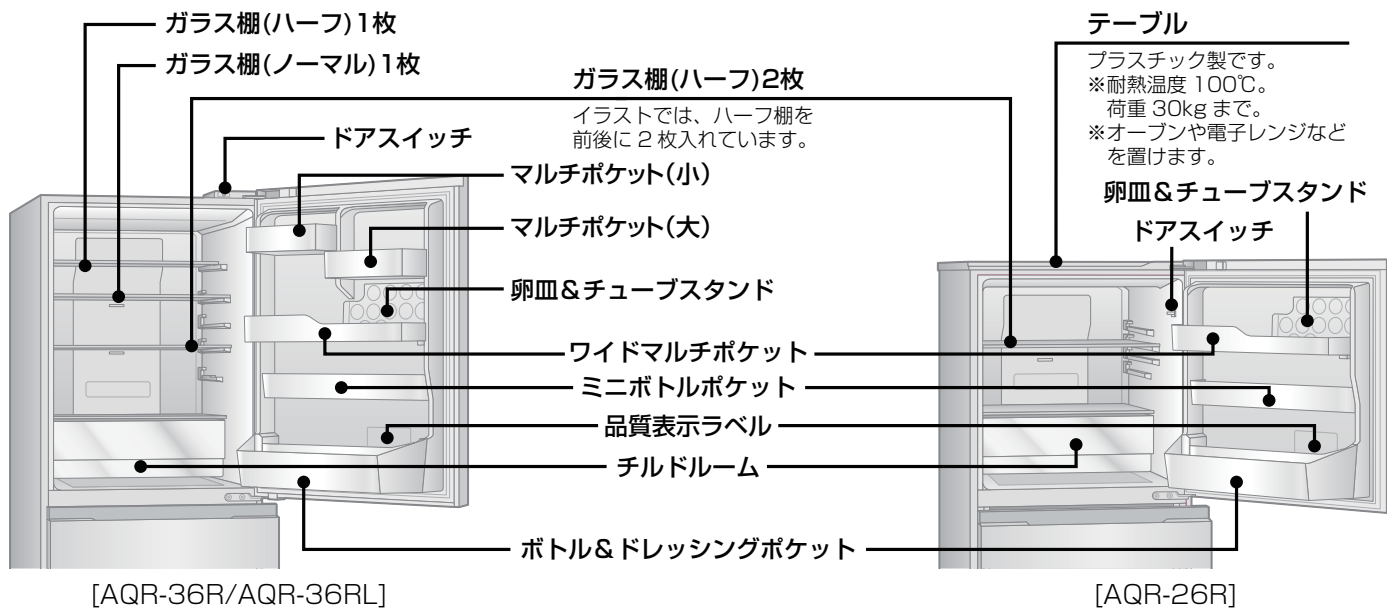 ガラス棚(ハーフ)1枚
ガラス棚(ノーマル)1枚
ガラス棚(ハーフ)2枚
イラストでは、ハーフ棚を
前後に2枚入れています。
ドアスイッチ
マルチポケット(小)
マルチポケット(大)
卵皿&チューブスタンド
テーブル
プラスチック製です。
※耐熱温度 100℃。
荷重 30kg まで。
※オーブンや電子レンジなど
を置けます。
卵皿&チューブスタンド
ドアスイッチ
ワイドマルチポケット
ミニボトルポケット
品質表示ラベル
チルドルーム
ボトル&ドレッシングポケット
[AQR-36R/AQR-36RL]
[AQR-26R]